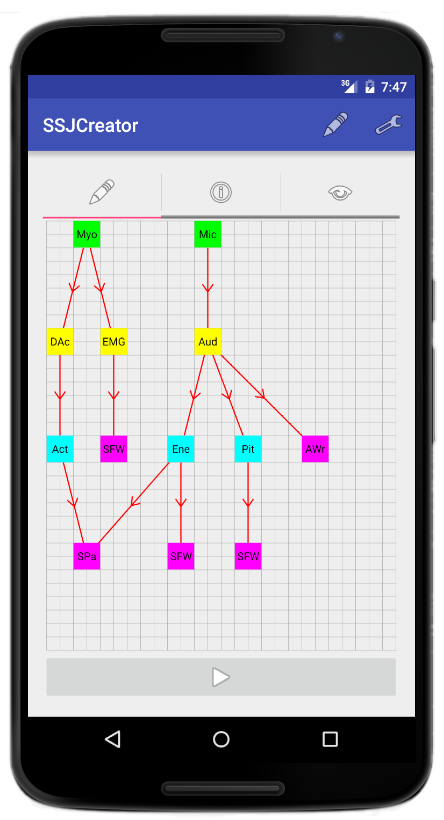 3G 7:47
SSJCreator
Myo Mic
DAc EMG Aud
Act SFW Ene Pit AWr
SPa SFW SFW